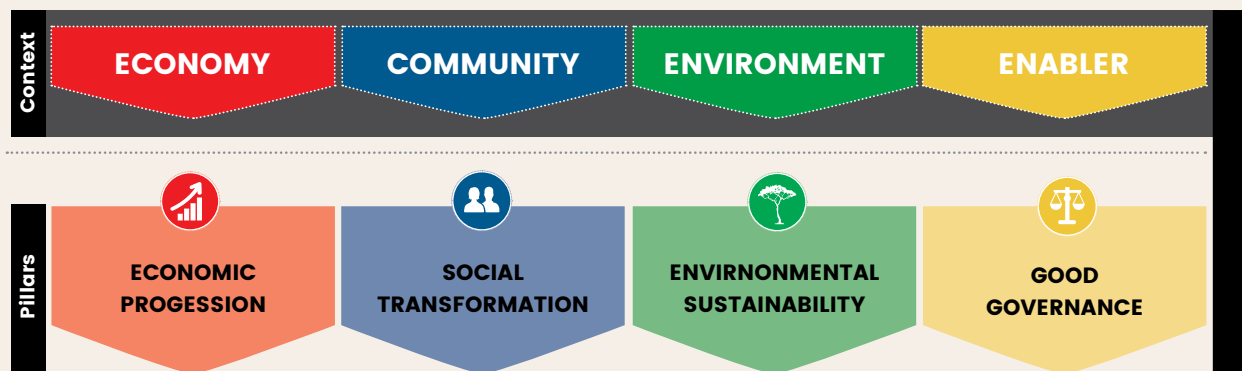 Context
ECONOMY
COMMUNITY
ENVIRONMENT
ENABLER
Pillars
ECONOMIC
PROGESSION
SOCIAL
TRANSFORMATION
ENVIRNONMENTAL
SUSTAINABILITY
GOOD
GOVERNANCE